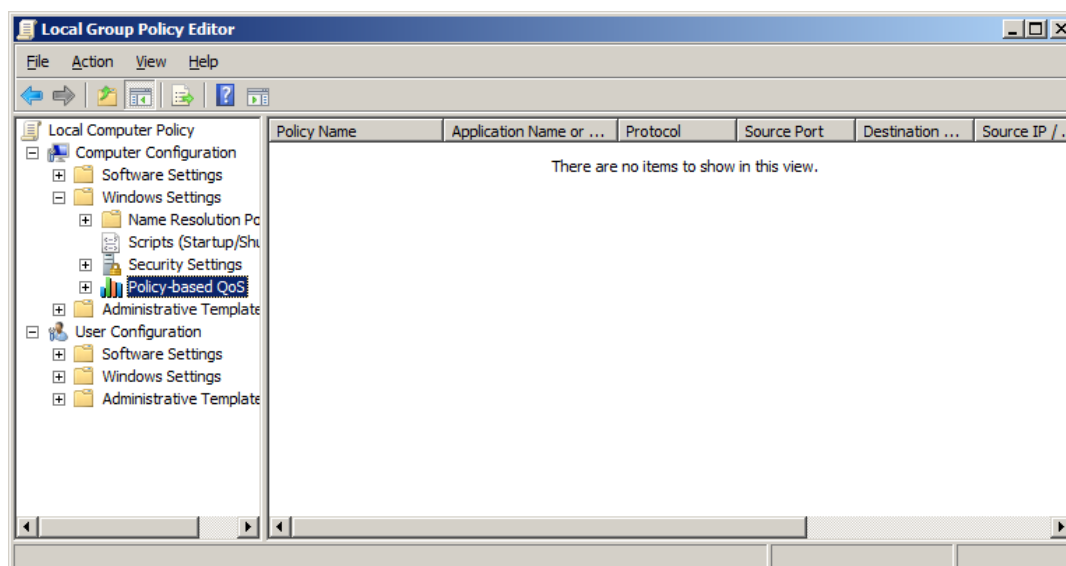 Local Group Policy Editor
File Action View Help
Local Computer Policy
Computer Configuration
Software Settings
Windows Settings
Name Resolution Po
Scripts (Startup/Shu
Security Settings
Policy-based QoS
Administrative Template
User Configuration
Software Settings
Windows Settings
Administrative Template
Policy Name Application Name or ... Protocol Source Port Destination ... Source IP / .
There are no items to show in this view.